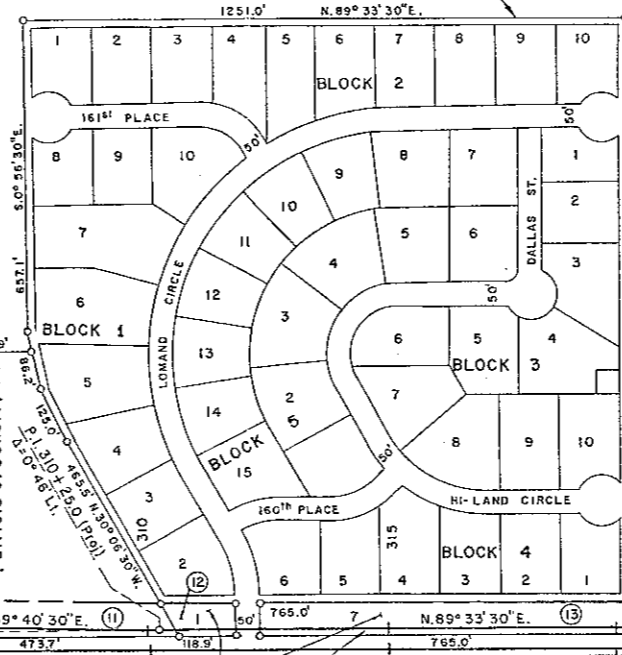 1251.0' N.89° 33' 30"E.
1 2 3 4 5 6 7 8 9 10
BLOCK 2
161st PLACE
50'
50'
S.0° 56' 30"E.
657.1'
8 9 10
9
8 7
1
10
2
DALLAS ST.
7
11
5 6
3
4
6
12
LOMAND CIRCLE
50'
3
BLOCK 1
13
6 5 4
BLOCK 3
86.2'
5
2
7
14
5
125.0'
BLOCK
4
15
8 9 10
50'
465.5' N.30° 06' 30"W.
P.I. 310+25.0 (Proj)
Δ=0° 46' Lt.
3
310
160th PLACE
HI-LAND CIRCLE
315
2
BLOCK 4
6 5 4 3 2 1
12
9° 40' 30"E. 11 1 50' 765.0' 7 N.89° 33' 30"E. 13
473.7' 118.9' 765.0'